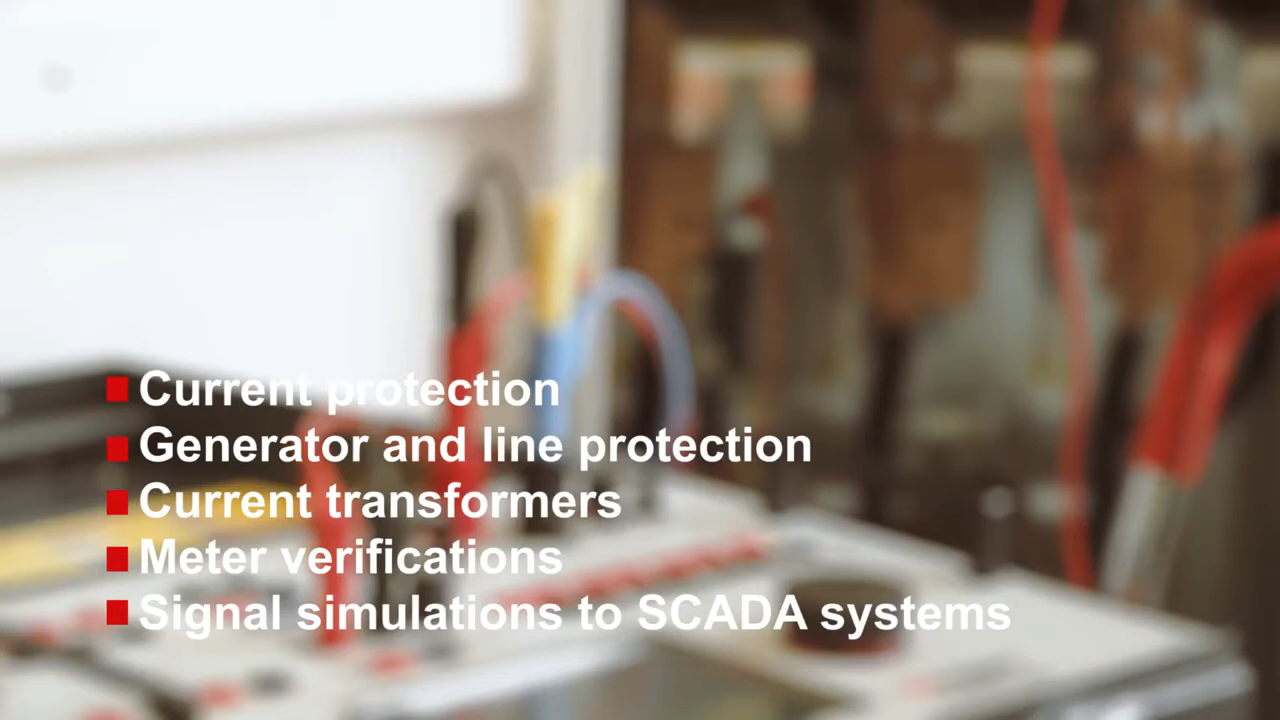 Current protection
Generator and line protection
Current transformers
Meter verifications
Signal simulations to SCADA systems